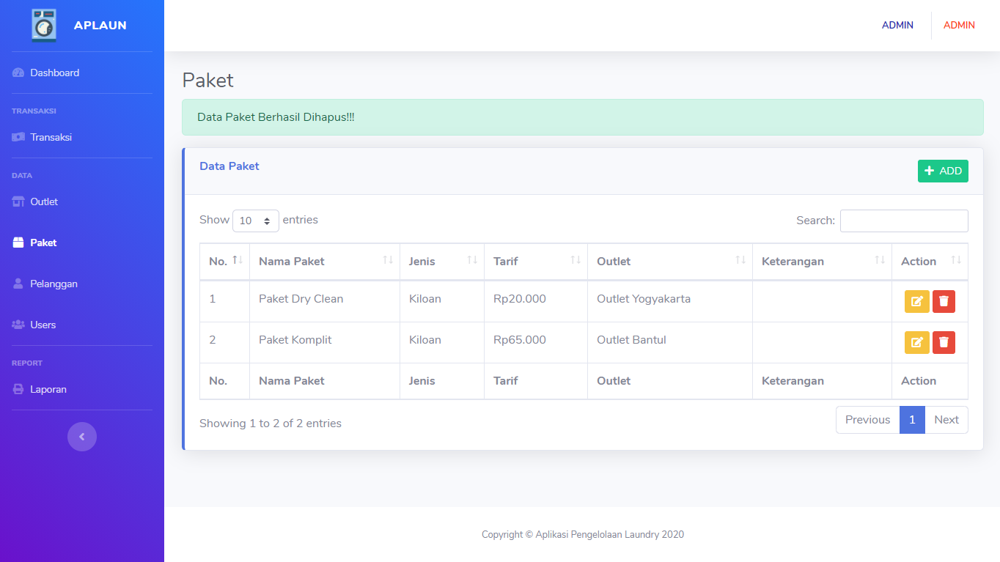 APLAUN
ADMIN
ADMIN
Dashboard
TRANSAKSI
Transaksi
DATA
Outlet
Paket
Pelanggan
Users
REPORT
Laporan
Paket
Data Paket Berhasil Dihapus!!!
Data Paket
ADD
Show 10 entries
Search:
No. Nama Paket Jenis Tarif Outlet Keterangan Action
1 Paket Dry Clean Kiloan Rp20.000 Outlet Yogyakarta
2 Paket Komplit Kiloan Rp65.000 Outlet Bantul
No. Nama Paket Jenis Tarif Outlet Keterangan Action
Showing 1 to 2 of 2 entries
Previous 1 Next
Copyright © Aplikasi Pengelolaan Laundry 2020